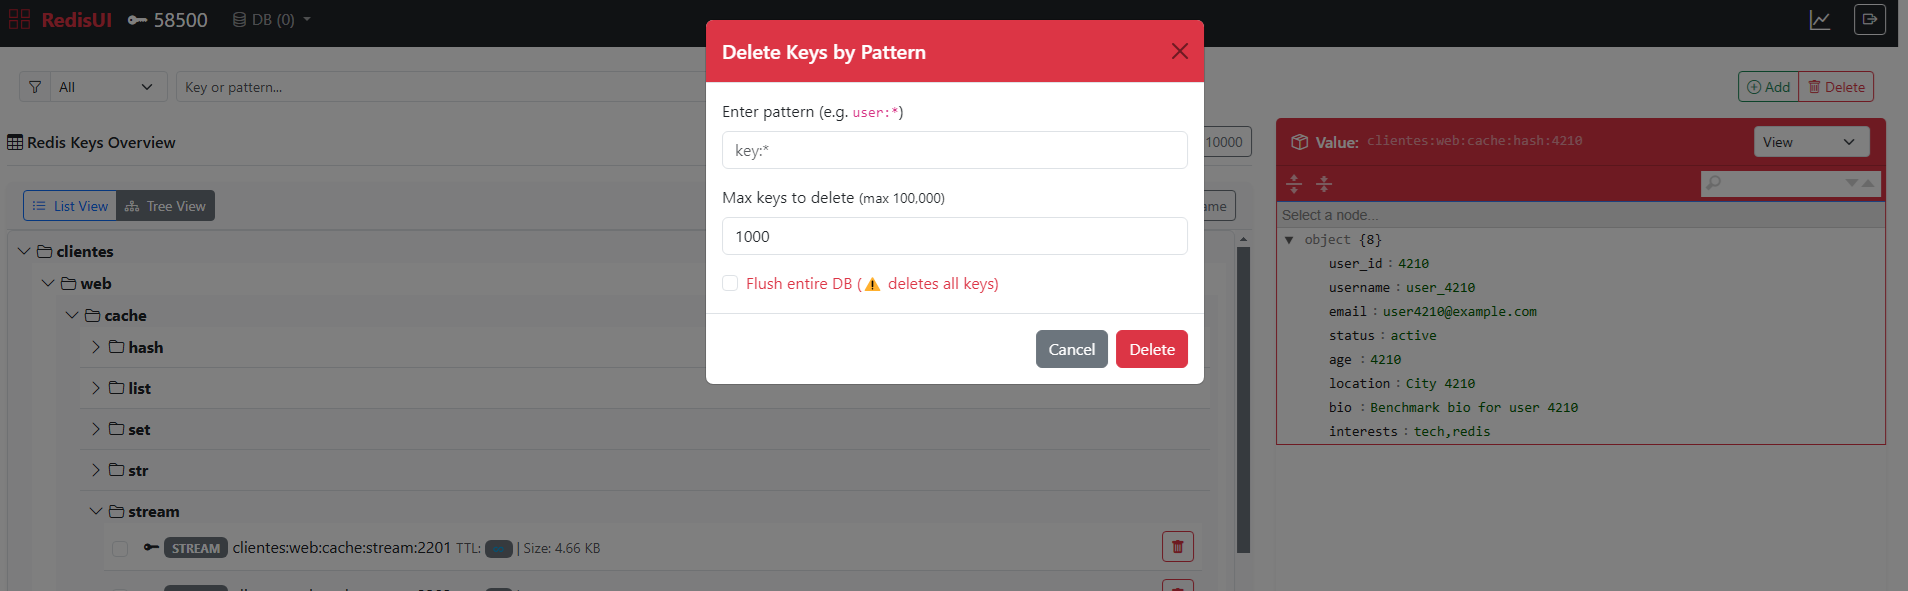 RedisUI 58500 DB (0)
All Key or pattern...
Add Delete
Redis Keys Overview
10000
List View Tree View
clientes
web
cache
hash
list
set
str
stream
STREAM clientes:web:cache:stream:2201 TTL: | Size: 4.66 KB
Delete Keys by Pattern
Enter pattern (e.g. user:*)
key:*
Max keys to delete (max 100,000)
1000
Flush entire DB (⚠ deletes all keys)
Cancel Delete
Value: clientes:web:cache:hash:4210 View
Select a node...
object {8}
user_id : 4210
username : user_4210
email : user4210@example.com
status : active
age : 4210
location : City 4210
bio : Benchmark bio for user 4210
interests : tech,redis